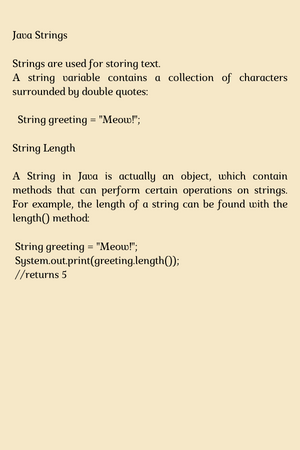 Java Strings
Strings are used for storing text.
A string variable contains a collection of characters
surrounded by double quotes:
String greeting = "Meow!";
String Length
A String in Java is actually an object, which contain
methods that can perform certain operations on strings.
For example, the length of a string can be found with the
length() method:
String greeting = "Meow!";
System.out.print(greeting.length());
//returns 5